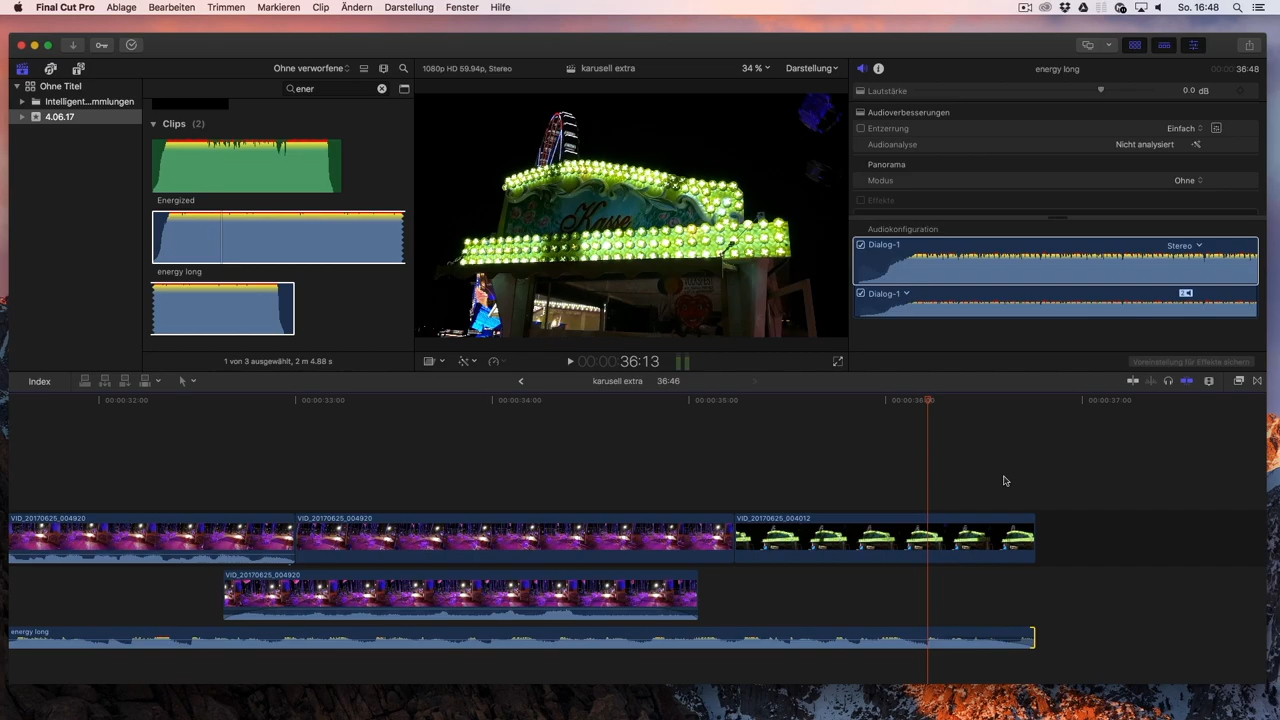 Final Cut Pro Ablage Bearbeiten Trimmen Markieren Clip Ändern Darstellung Fenster Hilfe So. 16:48
Ohne verworfene 1080p HD 59.94p, Stereo karusell extra 34 % Darstellung energy long 36:48
Ohne Titel ener Lautstärke 0.0 dB
Intelligent...mmlungen Audioverbesserungen
4.06.17 Clips (2) Entzerrung Einfach
Audioanalyse Nicht analysiert
Panorama
Modus Ohne
Energized Effekte
Kasse
Audiokonfiguration
Dialog-1 Stereo
energy long
Dialog-1
1 von 3 ausgewählt, 2 m 4.88 s 00:00:36:13 Voreinstellung für Effekte sichern
Index karusell extra 36:46
00:00:32:00 00:00:33:00 00:00:34:00 00:00:35:00 00:00:36:00 00:00:37:00
VID_20170625_004920 VID_20170625_004920 VID_20170625_004012
VID_20170625_004920
energy long